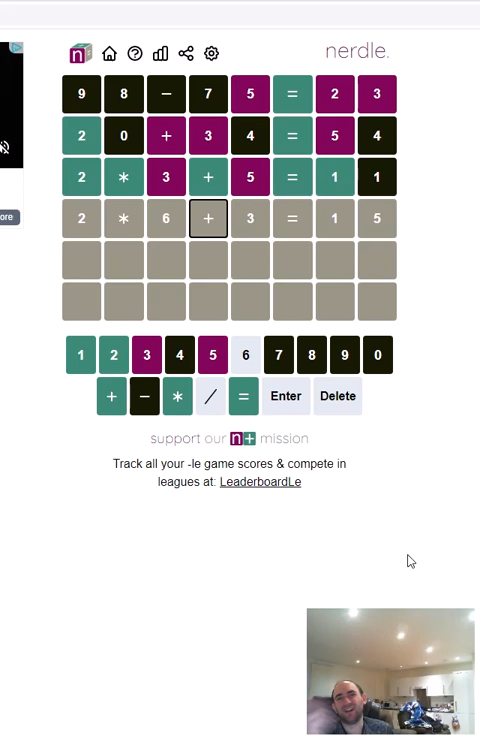 ore
n nerdle.
9 8 − 7 5 = 2 3
2 0 + 3 4 = 5 4
2 * 3 + 5 = 1 1
2 * 6 + 3 = 1 5
1 2 3 4 5 6 7 8 9 0
+ − * / = Enter Delete
support our n+ mission
Track all your -le game scores & compete in
leagues at: LeaderboardLe